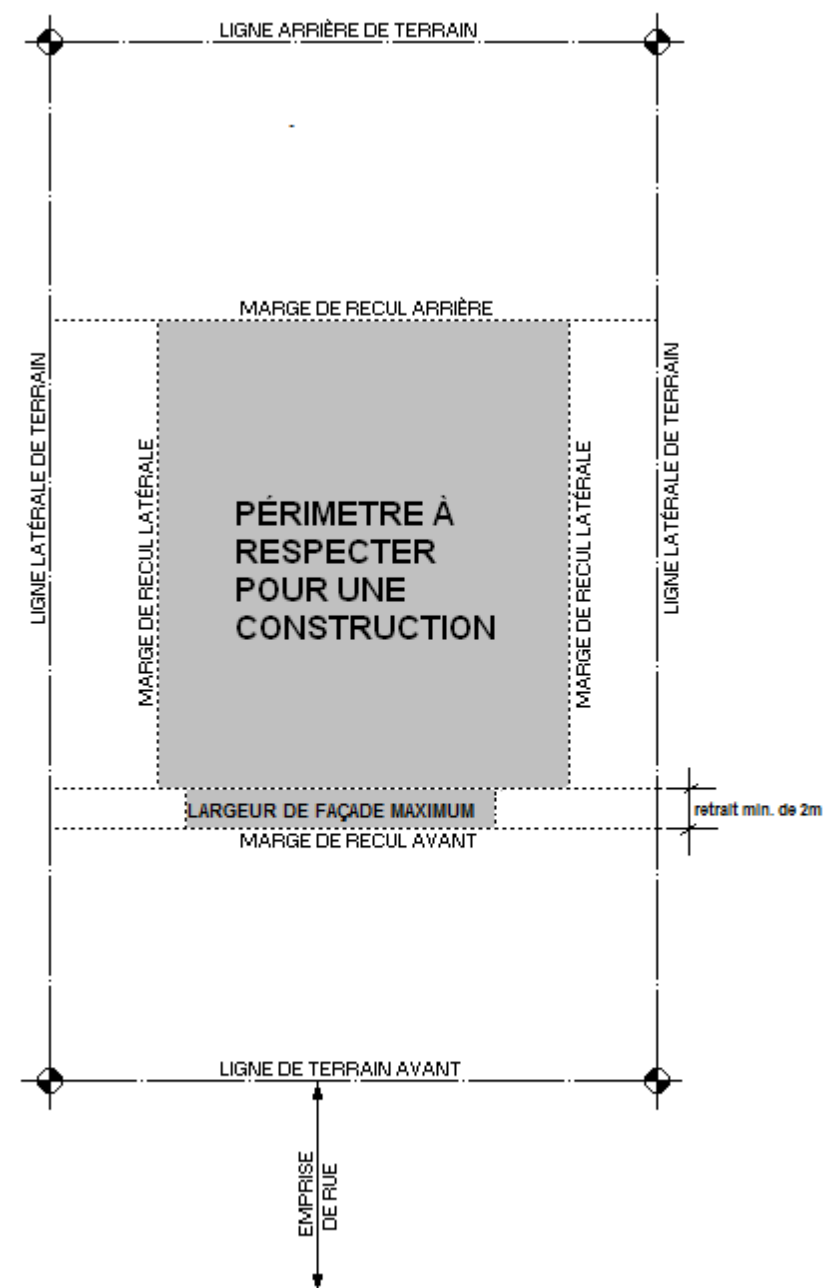 LIGNE ARRIÈRE DE TERRAIN
MARGE DE RECUL ARRIÈRE
LIGNE LATÉRALE DE TERRAIN
MARGE DE RECUL LATÉRALE
PÉRIMETRE À
RESPECTER
POUR UNE
CONSTRUCTION
MARGE DE RECUL LATÉRALE
LIGNE LATÉRALE DE TERRAIN
LARGEUR DE FAÇADE MAXIMUM
retrait min. de 2m
MARGE DE RECUL AVANT
LIGNE DE TERRAIN AVANT
EMPRISE
DE RUE